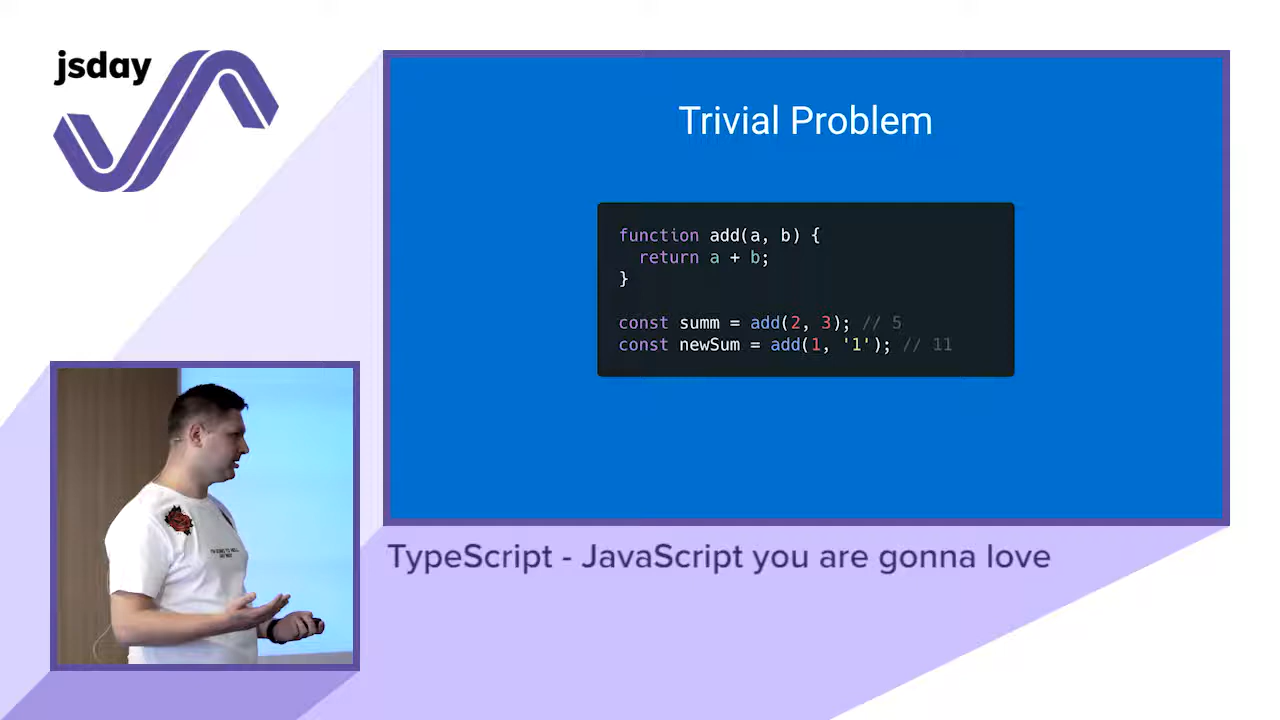 jsday
Trivial Problem
function add(a, b) {
  return a + b;
}
const summ = add(2, 3); // 5
const newSum = add(1, '1'); // 11
TypeScript - JavaScript you are gonna love